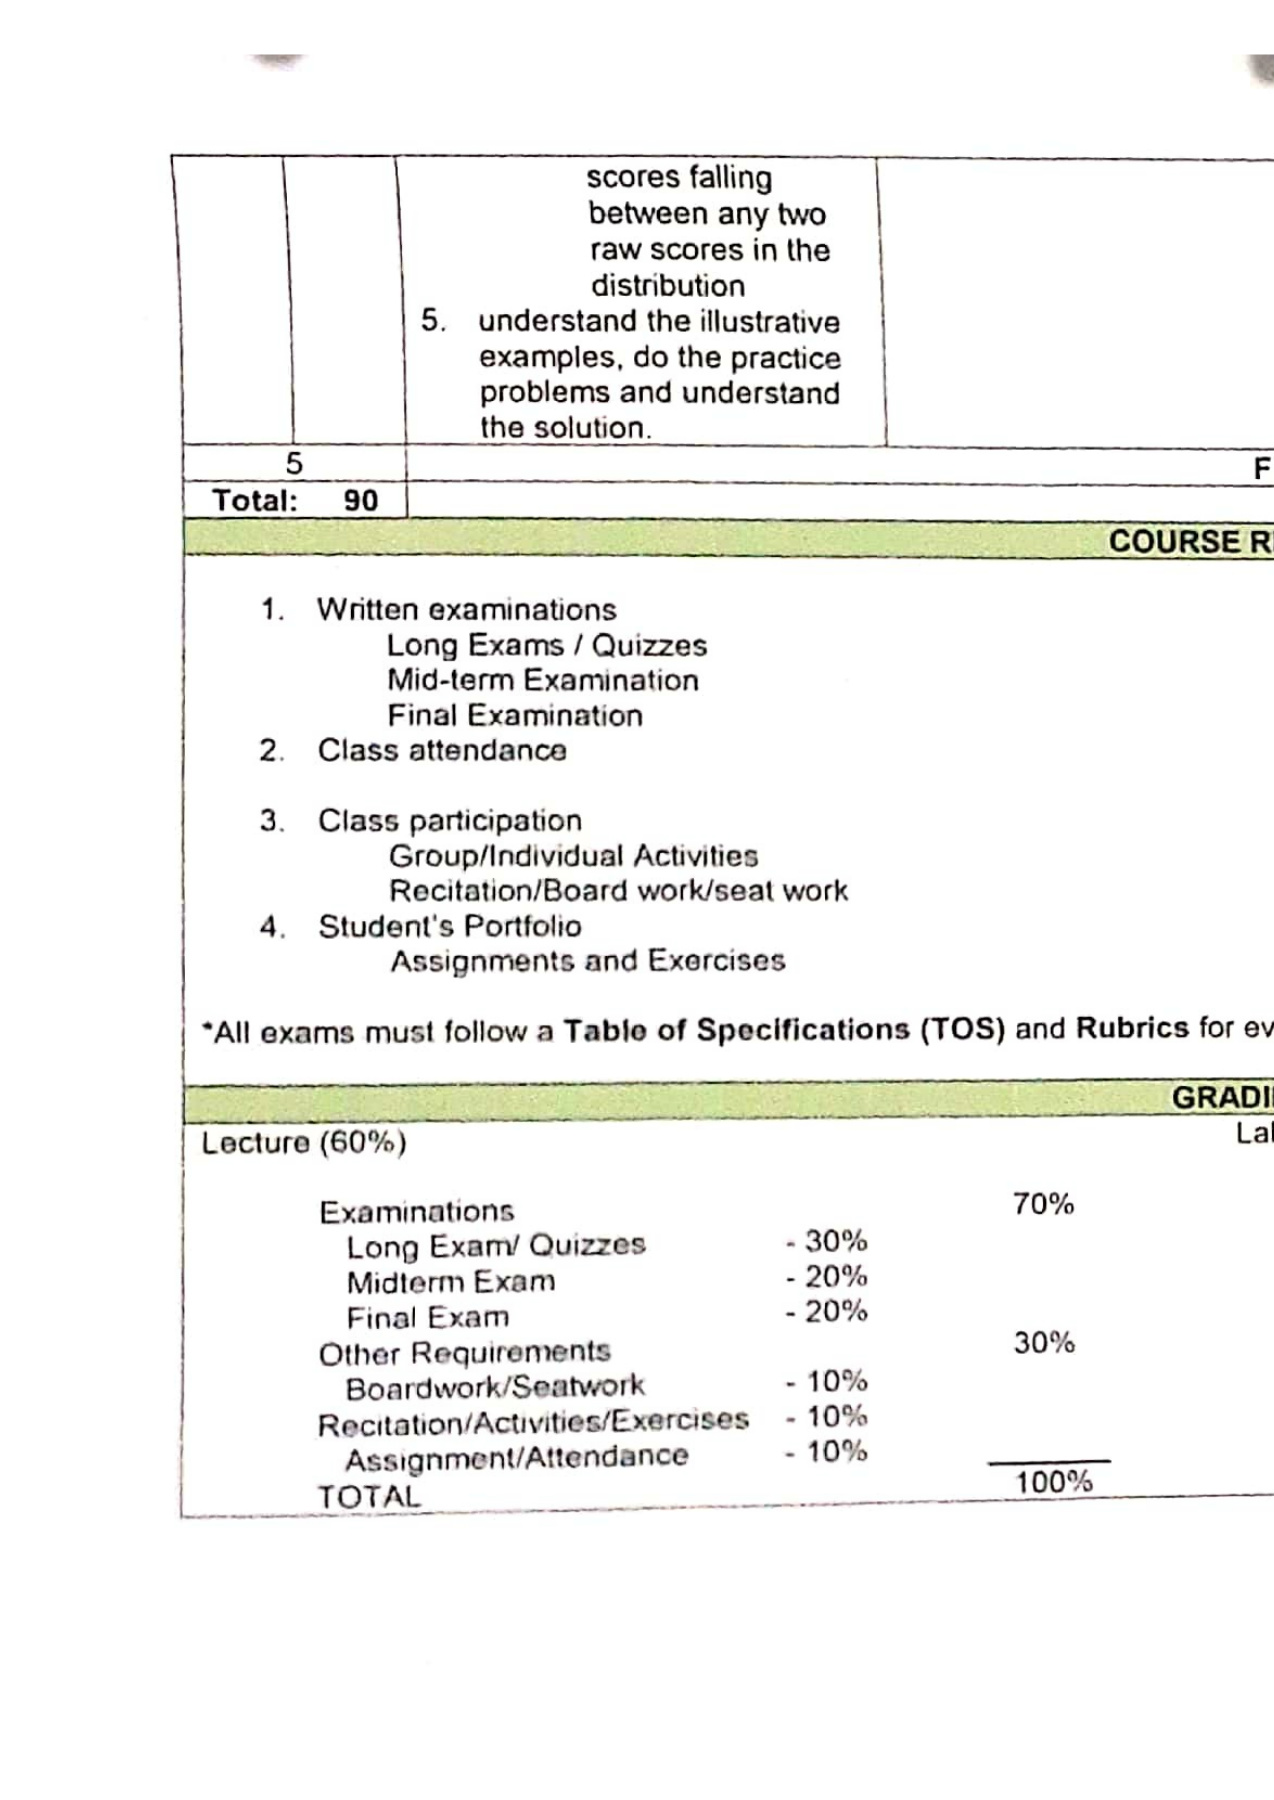 scores falling
between any two
raw scores in the
distribution
5. understand the illustrative
examples, do the practice
problems and understand
the solution.
5 F
Total: 90
COURSE R
1. Written examinations
Long Exams / Quizzes
Mid-term Examination
Final Examination
2. Class attendance
3. Class participation
Group/Individual Activities
Recitation/Board work/seat work
4. Student's Portfolio
Assignments and Exercises
*All exams must follow a Table of Specifications (TOS) and Rubrics for ev
GRADI
Lecture (60%) Lab
Examinations 70%
Long Exam/ Quizzes - 30%
Midterm Exam - 20%
Final Exam - 20%
Other Requirements 30%
Boardwork/Seatwork - 10%
Recitation/Activities/Exercises - 10%
Assignment/Attendance - 10%
TOTAL 100%